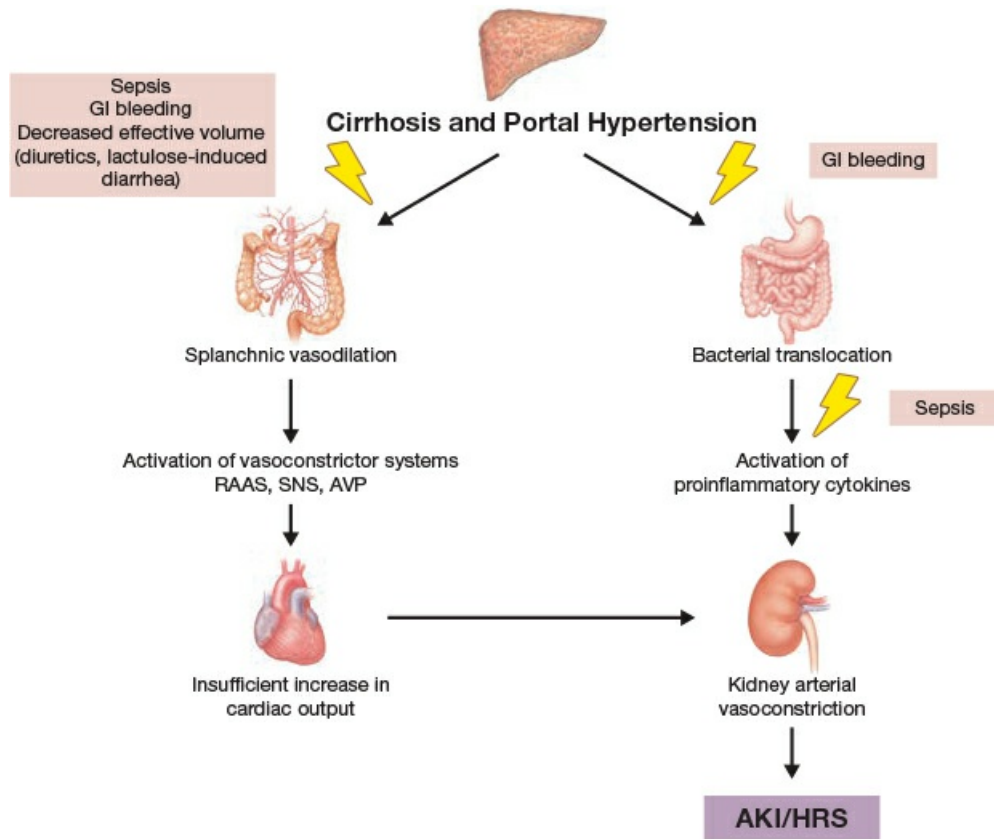 Sepsis
GI bleeding
Decreased effective volume
(diuretics, lactulose-induced
diarrhea)
Cirrhosis and Portal Hypertension
GI bleeding
Splanchnic vasodilation
Bacterial translocation
Sepsis
Activation of vasoconstrictor systems
RAAS, SNS, AVP
Activation of
proinflammatory cytokines
Insufficient increase in
cardiac output
Kidney arterial
vasoconstriction
AKI/HRS